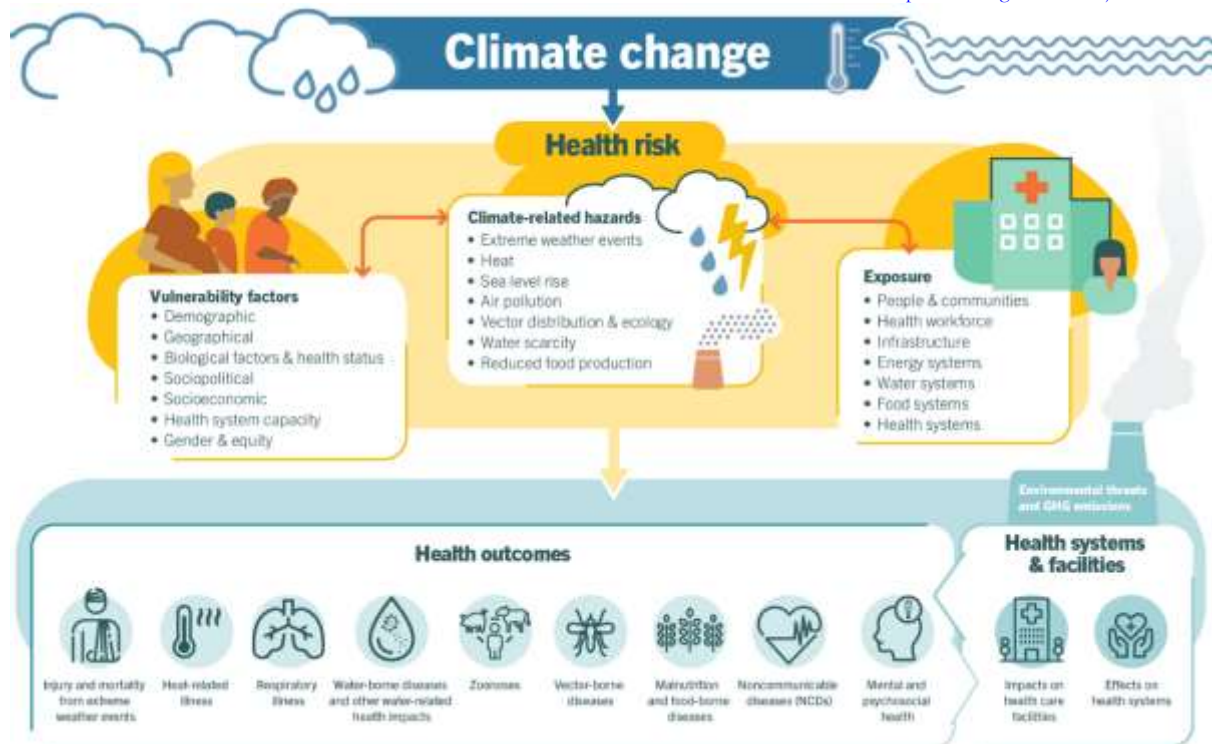 Climate change
Health risk
Vulnerability factors
• Demographic
• Geographical
• Biological factors & health status
• Sociopolitical
• Socioeconomic
• Health system capacity
• Gender & equity
Climate-related hazards
• Extreme weather events
• Heat
• Sea level rise
• Air pollution
• Vector distribution & ecology
• Water scarcity
• Reduced food production
Exposure
• People & communities
• Health workforce
• Infrastructure
• Energy systems
• Water systems
• Food systems
• Health systems
Environmental threats
and GHG emissions
Health outcomes
Injury and mortality
from extreme
weather events
Heat-related
illness
Respiratory
illness
Water-borne diseases
and other water-related
health impacts
Zoonoses
Vector-borne
diseases
Malnutrition
and food-borne
diseases
Noncommunicable
diseases (NCDs)
Mental and
psychosocial
health
Health systems
& facilities
Impacts on
health care
facilities
Effects on
health systems